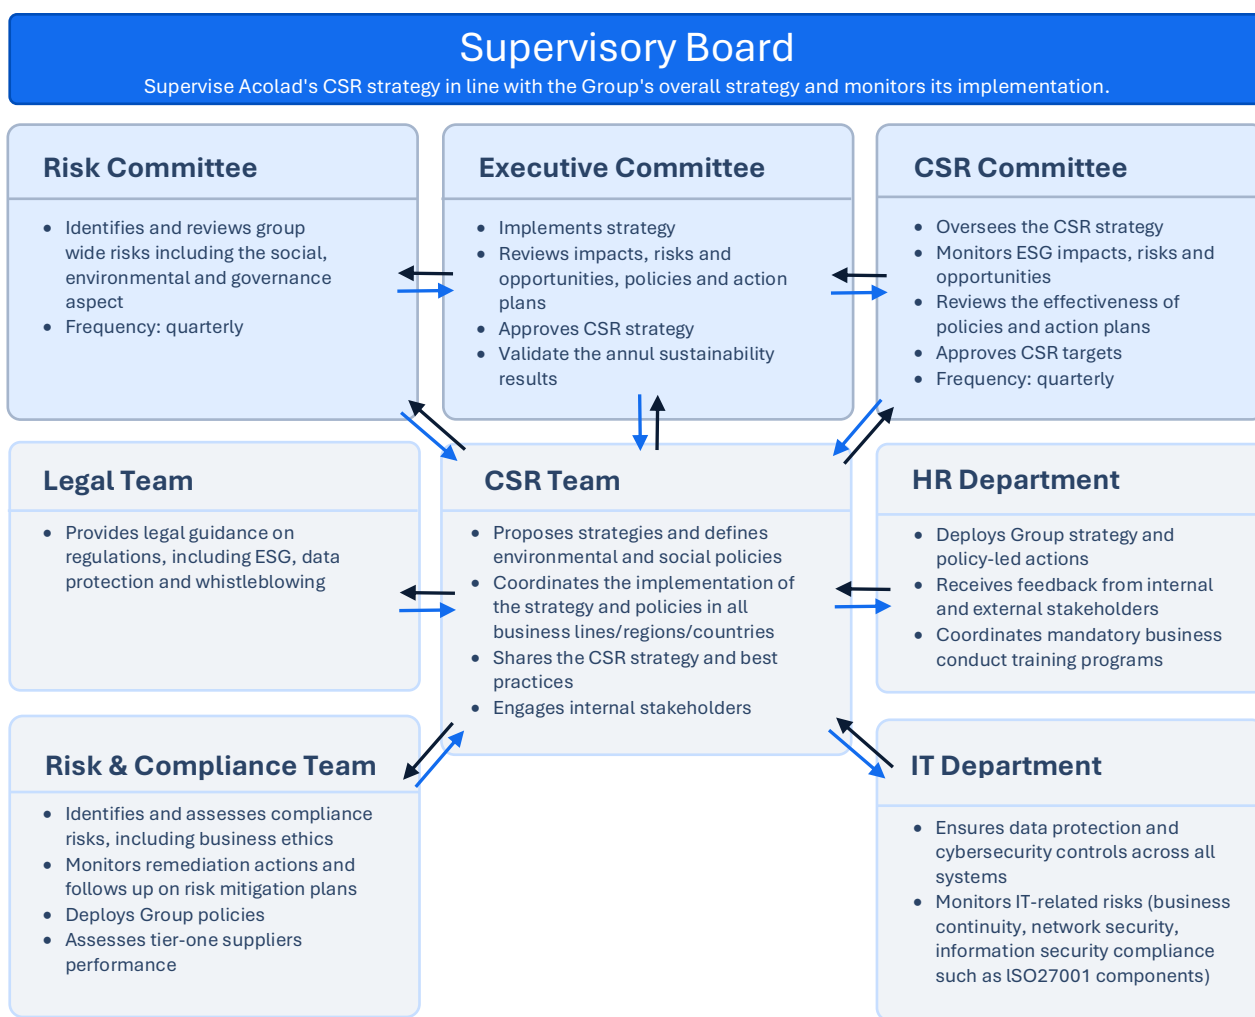 Supervisory Board
Supervise Acolad's CSR strategy in line with the Group's overall strategy and monitors its implementation.
Risk Committee
• Identifies and reviews group
wide risks including the social,
environmental and governance
aspect
• Frequency: quarterly
Executive Committee
• Implements strategy
• Reviews impacts, risks and
opportunities, policies and action
plans
• Approves CSR strategy
• Validate the annul sustainability
results
CSR Committee
• Oversees the CSR strategy
• Monitors ESG impacts, risks and
opportunities
• Reviews the effectiveness of
policies and action plans
• Approves CSR targets
• Frequency: quarterly
Legal Team
• Provides legal guidance on
regulations, including ESG, data
protection and whistleblowing
CSR Team
• Proposes strategies and defines
environmental and social policies
• Coordinates the implementation of
the strategy and policies in all
business lines/regions/countries
• Shares the CSR strategy and best
practices
• Engages internal stakeholders
HR Department
• Deploys Group strategy and
policy-led actions
• Receives feedback from internal
and external stakeholders
• Coordinates mandatory business
conduct training programs
Risk & Compliance Team
• Identifies and assesses compliance
risks, including business ethics
• Monitors remediation actions and
follows up on risk mitigation plans
• Deploys Group policies
• Assesses tier-one suppliers
performance
IT Department
• Ensures data protection and
cybersecurity controls across all
systems
• Monitors IT-related risks (business
continuity, network security,
information security compliance
such as lSO27001 components)